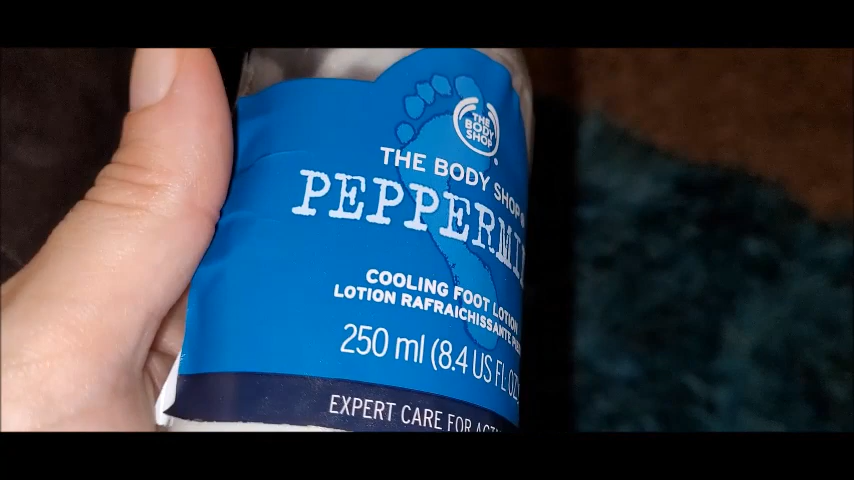 THE
BODY
SHOP
THE BODY SHOP®
COOLING FOOT LOTION
LOTION RAFRAICHISSANTE
250 ml (8.4 US FL OZ
EXPERT CARE FOR